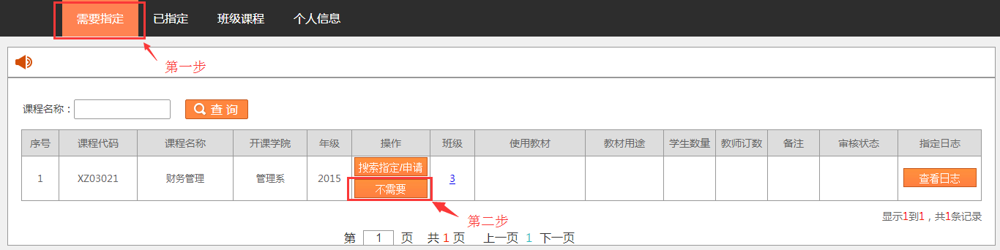 需要指定 已指定 班级课程 个人信息
第一步
课程名称： 查 询
序号 课程代码 课程名称 开课学院 年级 操作 班级 使用教材 教材用途 学生数量 教师订数 备注 审核状态 指定日志
搜索指定/申请
1 XZ03021 财务管理 管理系 2015 3 查看日志
不需要
第二步
显示1到1，共1条记录
第 1 页 共 1 页 上一页 1 下一页